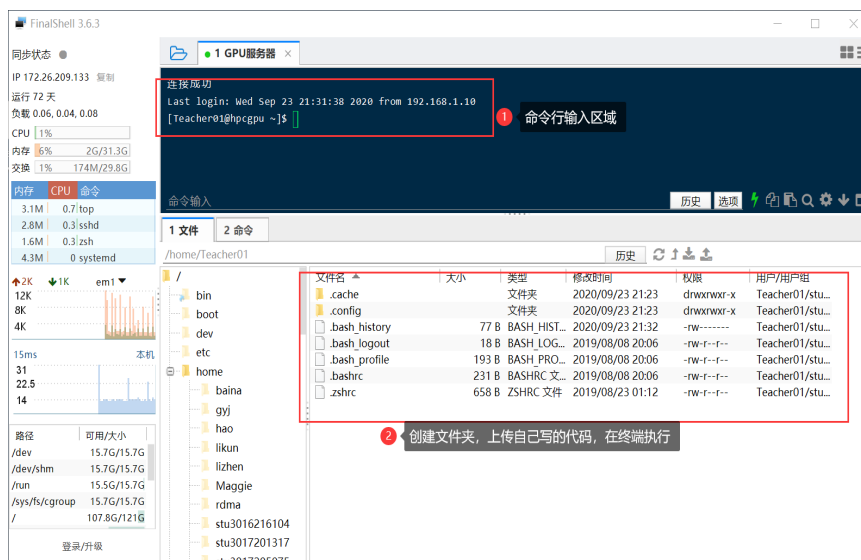 FinalShell 3.6.3
同步状态
IP 172.26.209.133 复制
运行 72 天
负载 0.06, 0.04, 0.08
CPU 1%
内存 6% 2G/31.3G
交换 1% 174M/29.8G
内存 CPU 命令
3.1M 0.7 top
2.8M 0.3 sshd
1.6M 0.3 zsh
4.3M 0 systemd
2K 1K em1
12K
8K
4K
15ms 本机
31
22.5
14
路径 可用/大小
/dev 15.7G/15.7G
/dev/shm 15.7G/15.7G
/run 15.5G/15.7G
/sys/fs/cgroup 15.7G/15.7G
/ 107.8G/121G
登录/升级
1 GPU服务器
连接成功
Last login: Wed Sep 23 21:31:38 2020 from 192.168.1.10
[Teacher01@hpcgpu ~]$
1 命令行输入区域
命令输入 历史 选项
1 文件 2 命令
/home/Teacher01 历史
/
bin
boot
dev
etc
home
baina
gyj
hao
likun
lizhen
Maggie
rdma
stu3016216104
stu3017201317
文件名 大小 类型 修改时间 权限 用户/用户组
.cache 文件夹 2020/09/23 21:23 drwxrwxr-x Teacher01/stu...
.config 文件夹 2020/09/23 21:23 drwxrwxr-x Teacher01/stu...
.bash_history 77 B BASH_HIST... 2020/09/23 21:32 -rw------- Teacher01/stu...
.bash_logout 18 B BASH_LOG... 2019/08/08 20:06 -rw-r--r-- Teacher01/stu...
.bash_profile 193 B BASH_PRO... 2019/08/08 20:06 -rw-r--r-- Teacher01/stu...
.bashrc 231 B BASHRC 文... 2019/08/08 20:06 -rw-r--r-- Teacher01/stu...
.zshrc 658 B ZSHRC 文件 2019/08/23 01:12 -rw-r--r-- Teacher01/stu...
2 创建文件夹，上传自己写的代码，在终端执行